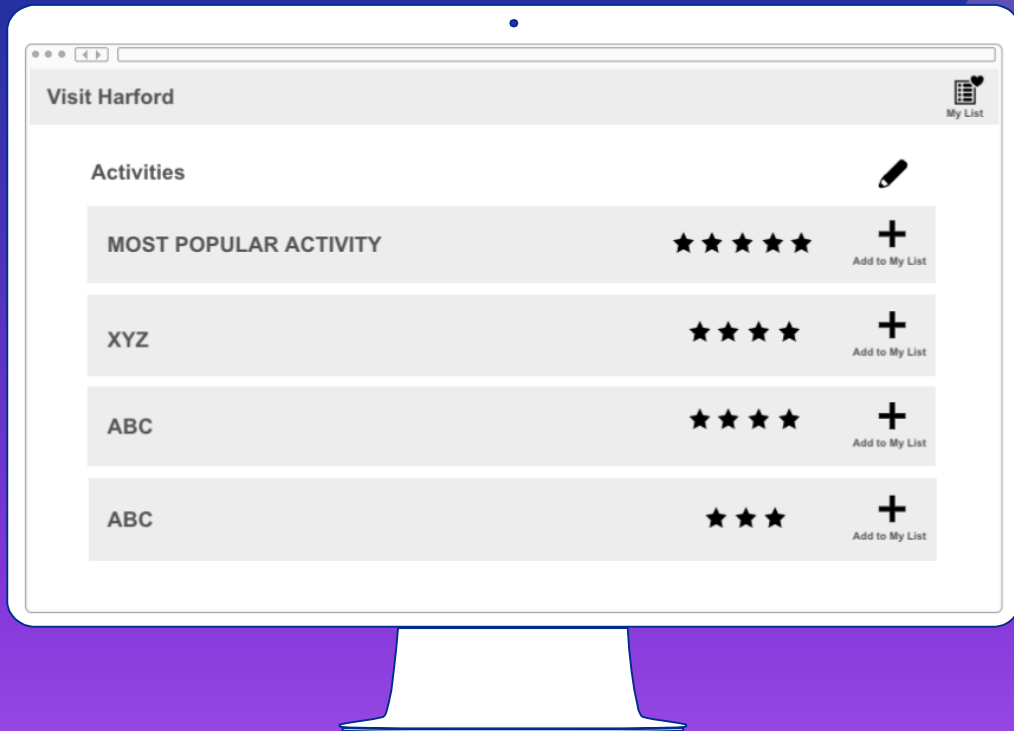 Visit Harford
My List
Activities
MOST POPULAR ACTIVITY
Add to My List
XYZ
Add to My List
ABC
Add to My List
ABC
Add to My List